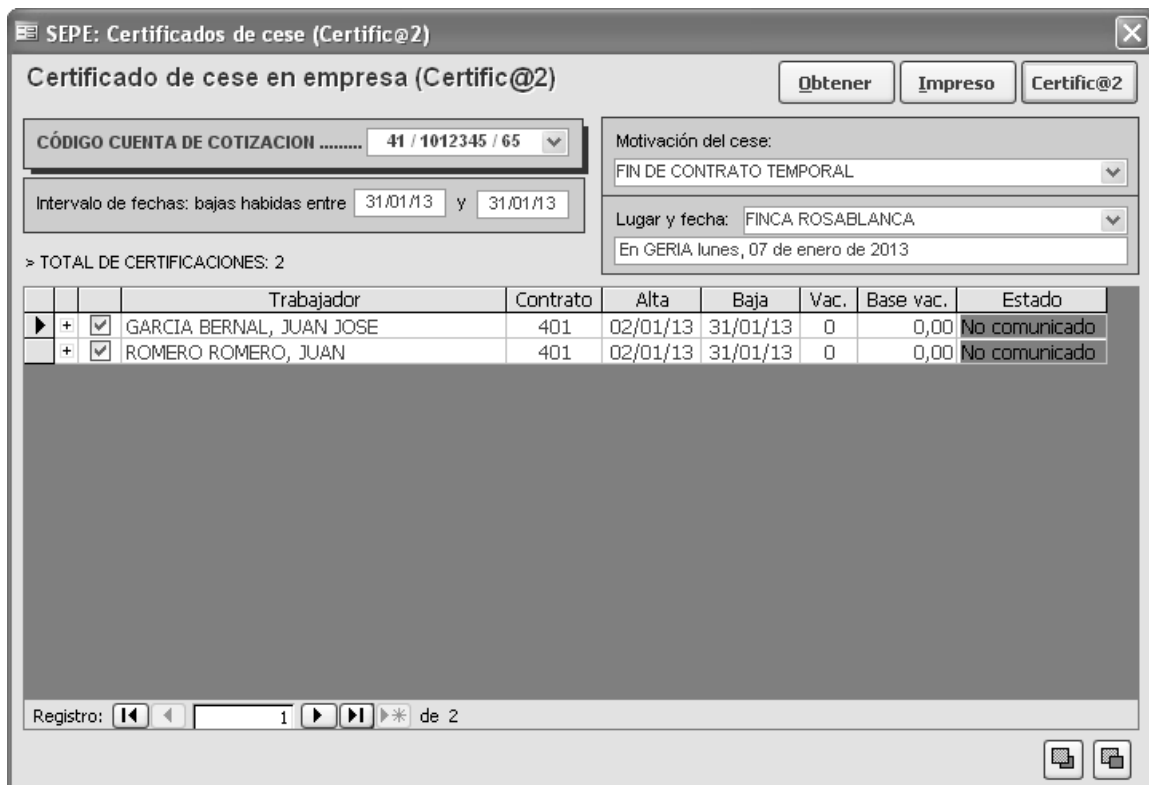 SEPE: Certificados de cese (Certific@2)
Certificado de cese en empresa (Certific@2)
Obtener Impreso Certific@2
CÓDIGO CUENTA DE COTIZACION ......... 41 / 1012345 / 65
Intervalo de fechas: bajas habidas entre 31/01/13 y 31/01/13
> TOTAL DE CERTIFICACIONES: 2
Motivación del cese:
FIN DE CONTRATO TEMPORAL
Lugar y fecha: FINCA ROSABLANCA
En GERIA lunes, 07 de enero de 2013
Trabajador Contrato Alta Baja Vac. Base vac. Estado
GARCIA BERNAL, JUAN JOSE 401 02/01/13 31/01/13 0 0,00 No comunicado
ROMERO ROMERO, JUAN 401 02/01/13 31/01/13 0 0,00 No comunicado
Registro: 1 de 2